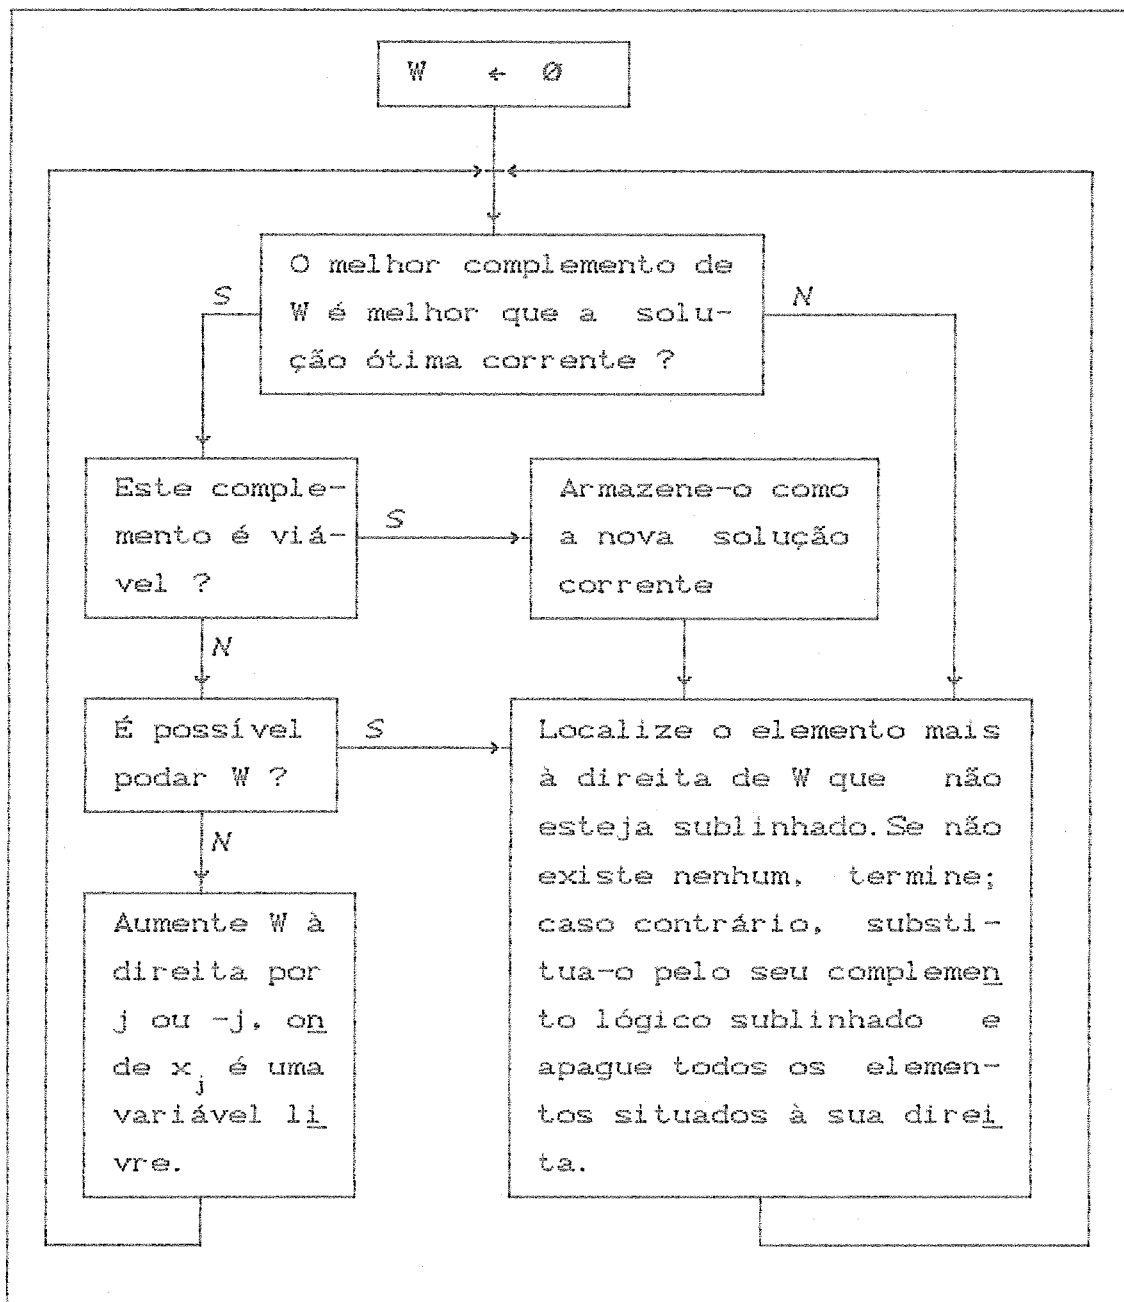 W ← Ø
O melhor complemento de
W é melhor que a solu-
ção ótima corrente ?
S
N
Este comple-
mento é viá-
vel ?
S
Armazene-o como
a nova solução
corrente
N
É possível
podar W ?
S
Localize o elemento mais
à direita de W que não
esteja sublinhado. Se não
existe nenhum, termine;
caso contrário, substi-
tua-o pelo seu complemen
to lógico sublinhado e
apague todos os elemen-
tos situados à sua direi
ta.
N
Aumente W à
direita por
j ou -j, on
de xj é uma
variável li
vre.